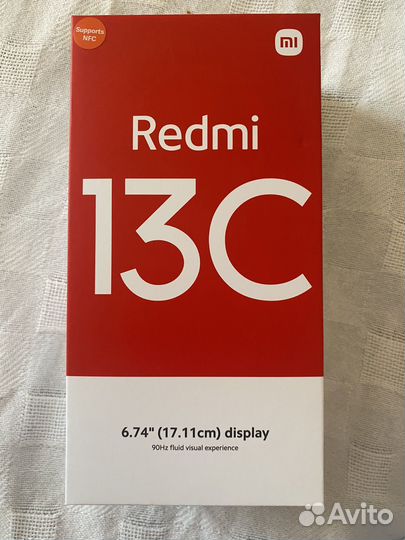 Supports
NFC
mi
Redmi
13C
6.74" (17.11cm) display
90Hz fluid visual experience
Avito